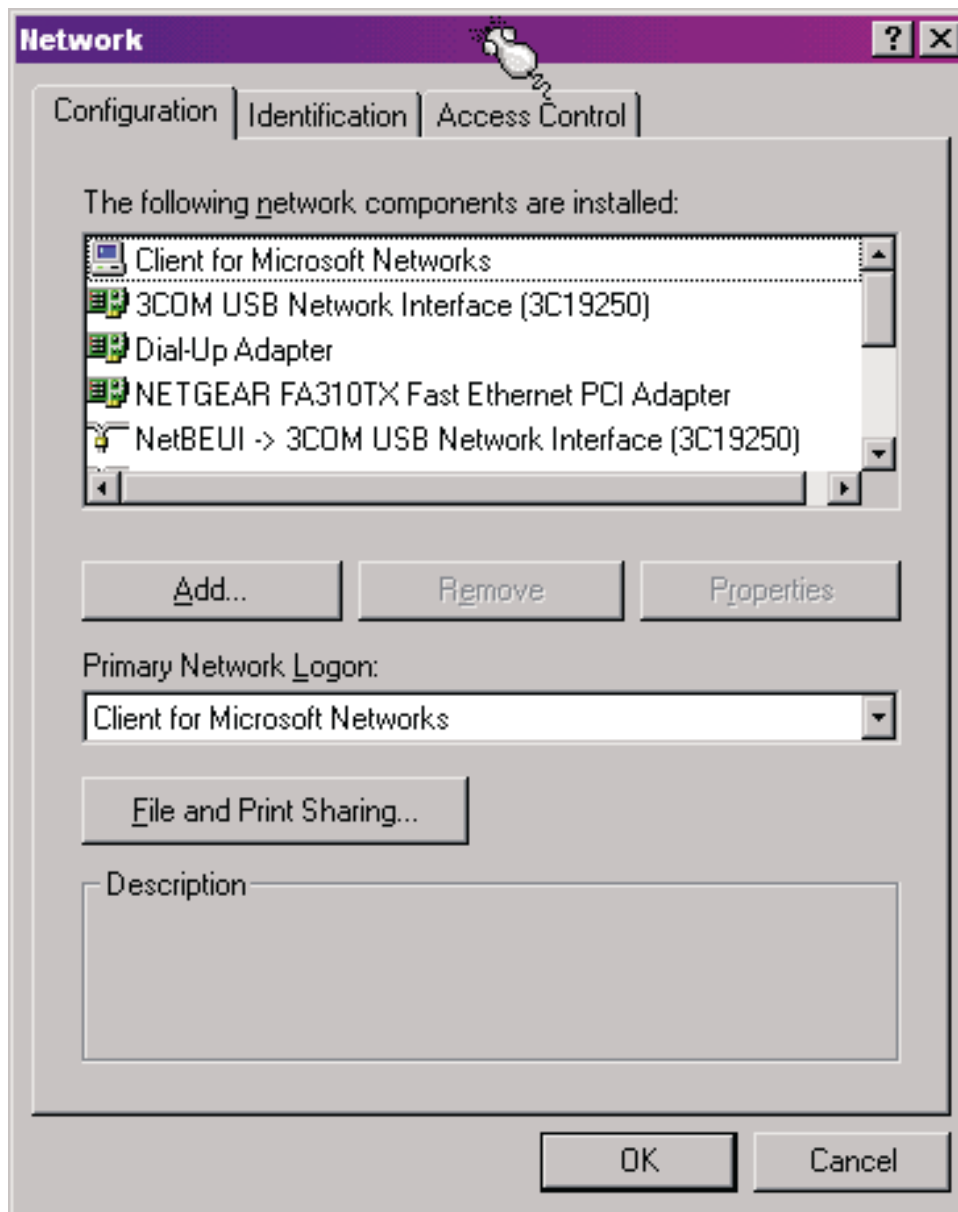 Network
Configuration Identification Access Control
The following network components are installed:
Client for Microsoft Networks
3COM USB Network Interface (3C19250)
Dial-Up Adapter
NETGEAR FA310TX Fast Ethernet PCI Adapter
NetBEUI -> 3COM USB Network Interface (3C19250)
Add... Remove Properties
Primary Network Logon:
Client for Microsoft Networks
File and Print Sharing...
Description
OK Cancel